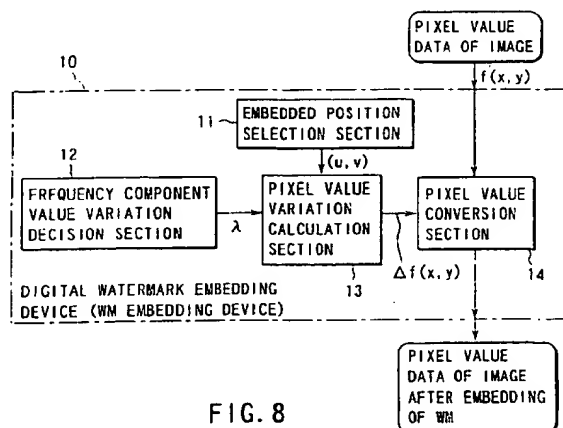 PIXEL VALUE
DATA OF IMAGE
10
f(x, y)
11
EMBEDDED POSITION
SELECTION SECTION
12
(u, v)
FREQUENCY COMPONENT
VALUE VARIATION
DECISION SECTION
λ
PIXEL VALUE
VARIATION
CALCULATION
SECTION
PIXEL VALUE
CONVERSION
SECTION
13
Δf(x, y)
14
DIGITAL WATERMARK EMBEDDING
DEVICE (WM EMBEDDING DEVICE)
PIXEL VALUE
DATA OF IMAGE
AFTER EMBEDDING
OF WM
FIG. 8